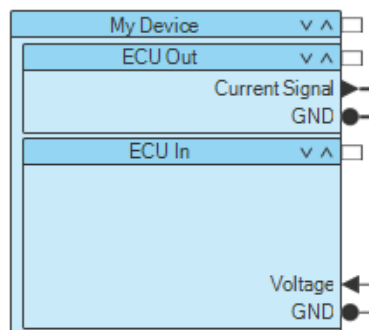 My Device
ECU Out
Current Signal
GND
ECU In
Voltage
GND